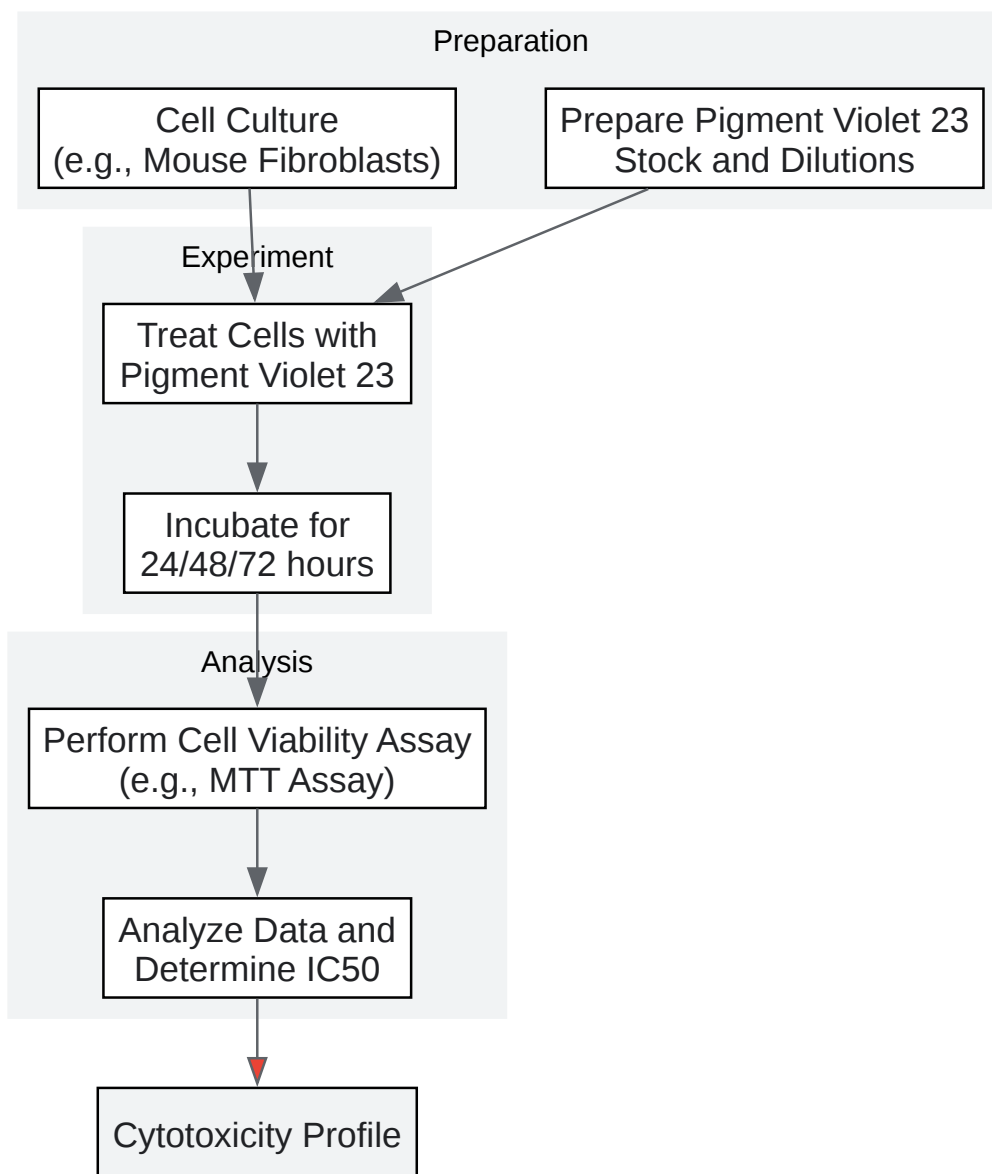 Preparation
Cell Culture
(e.g., Mouse Fibroblasts)
Prepare Pigment Violet 23
Stock and Dilutions
Experiment
Treat Cells with
Pigment Violet 23
Incubate for
24/48/72 hours
Analysis
Perform Cell Viability Assay
(e.g., MTT Assay)
Analyze Data and
Determine IC50
Cytotoxicity Profile